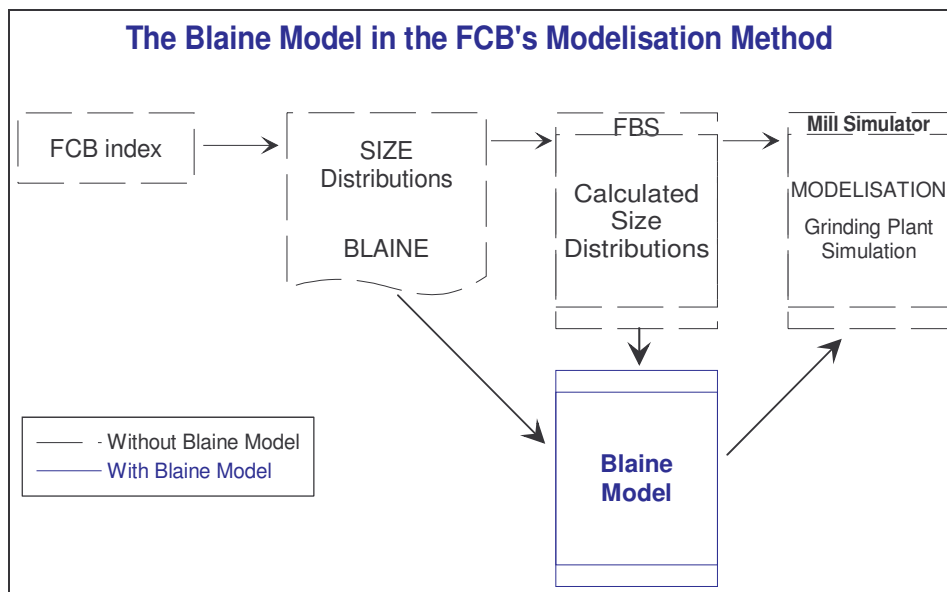 The Blaine Model in the FCB's Modelisation Method
FCB index
SIZE
Distributions
BLAINE
FBS
Calculated
Size
Distributions
Mill Simulator
MODELISATION
Grinding Plant
Simulation
Blaine
Model
Without Blaine Model
With Blaine Model